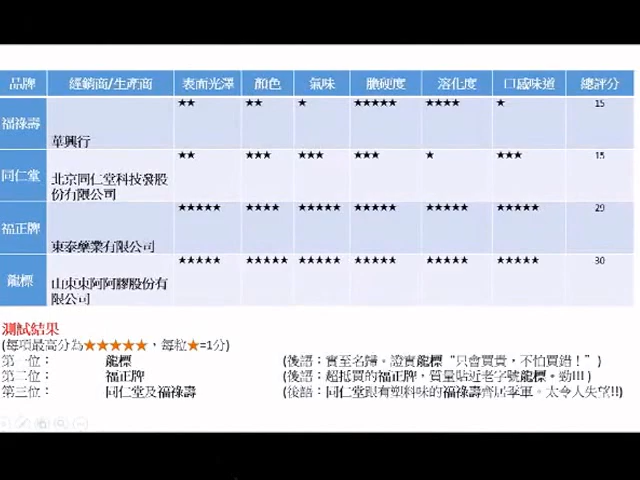 品牌 經銷商/生產商 表面光澤 顏色 氣味 脆硬度 溶化度 口感味道 總評分
福祿壽 華興行 ★★ ★★ ★ ★★★★★ ★★★★ ★ 15
同仁堂 北京同仁堂科技發股份有限公司 ★★ ★★★ ★★★ ★★★ ★ ★★★ 15
福正牌 東泰藥業有限公司 ★★★★★ ★★★★ ★★★★★ ★★★★★ ★★★★★ ★★★★★ 29
龍標 山東東阿阿膠股份有限公司 ★★★★★ ★★★★★ ★★★★★ ★★★★★ ★★★★★ ★★★★★ 30
測試結果
(每項最高分為★★★★★，每粒★=1分)
第一位： 龍標 (後語：實至名歸。證實龍標“只會買貴，不怕買錯！”)
第二位： 福正牌 (後語：超抵買的福正牌，質量貼近老字號龍標。勁!!!)
第三位： 同仁堂及福祿壽 (後語：同仁堂跟有塑料味的福祿壽齊居季軍。太令人失望!!)